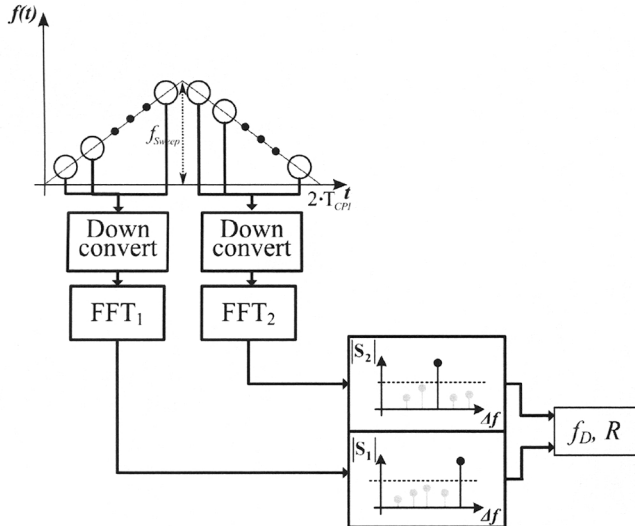 f(t)
f_Sweep
t
2·T_CPI
Down convert
Down convert
FFT₁
FFT₂
|S₂|
Δf
|S₁|
Δf
f_D, R